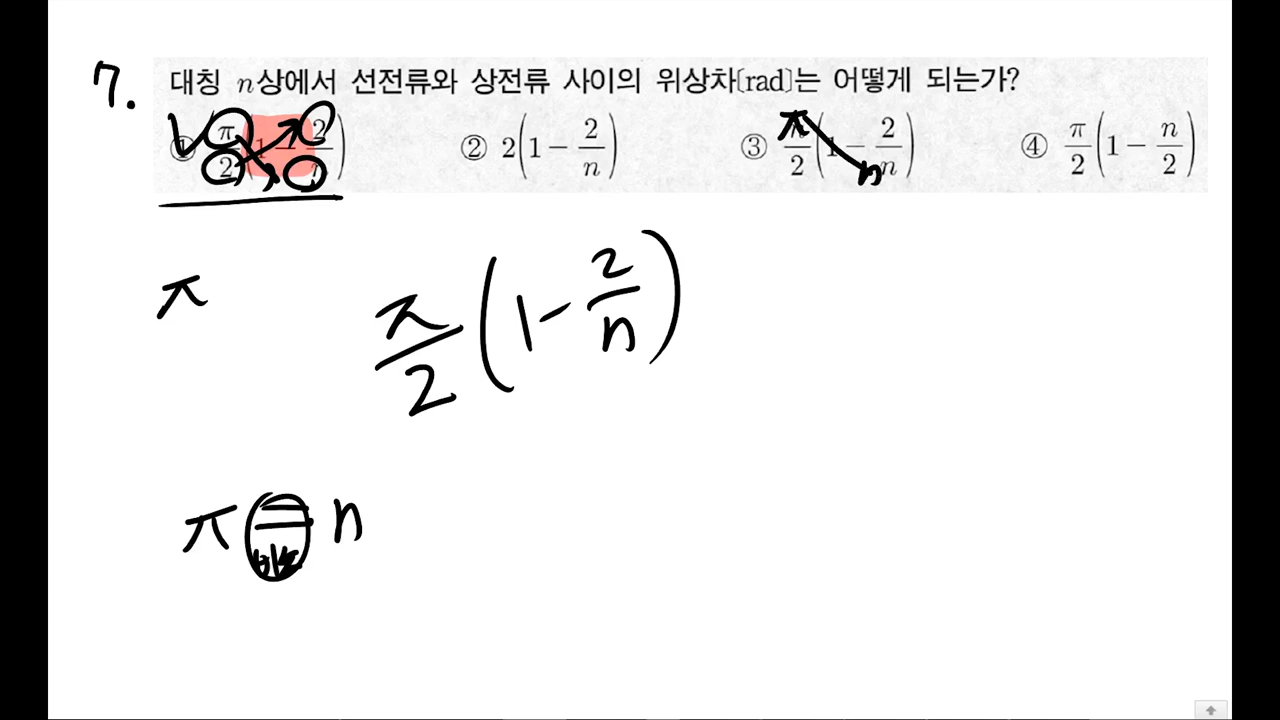 7. 대칭 n상에서 선전류와 상전류 사이의 위상차[rad]는 어떻게 되는가?
① π/2(1 - 2/n) ② 2(1 - 2/n) ③ π/2(1 - 2/n) ④ π/2(1 - n/2)
π n
π π/2(1 - 2/n)
π = n